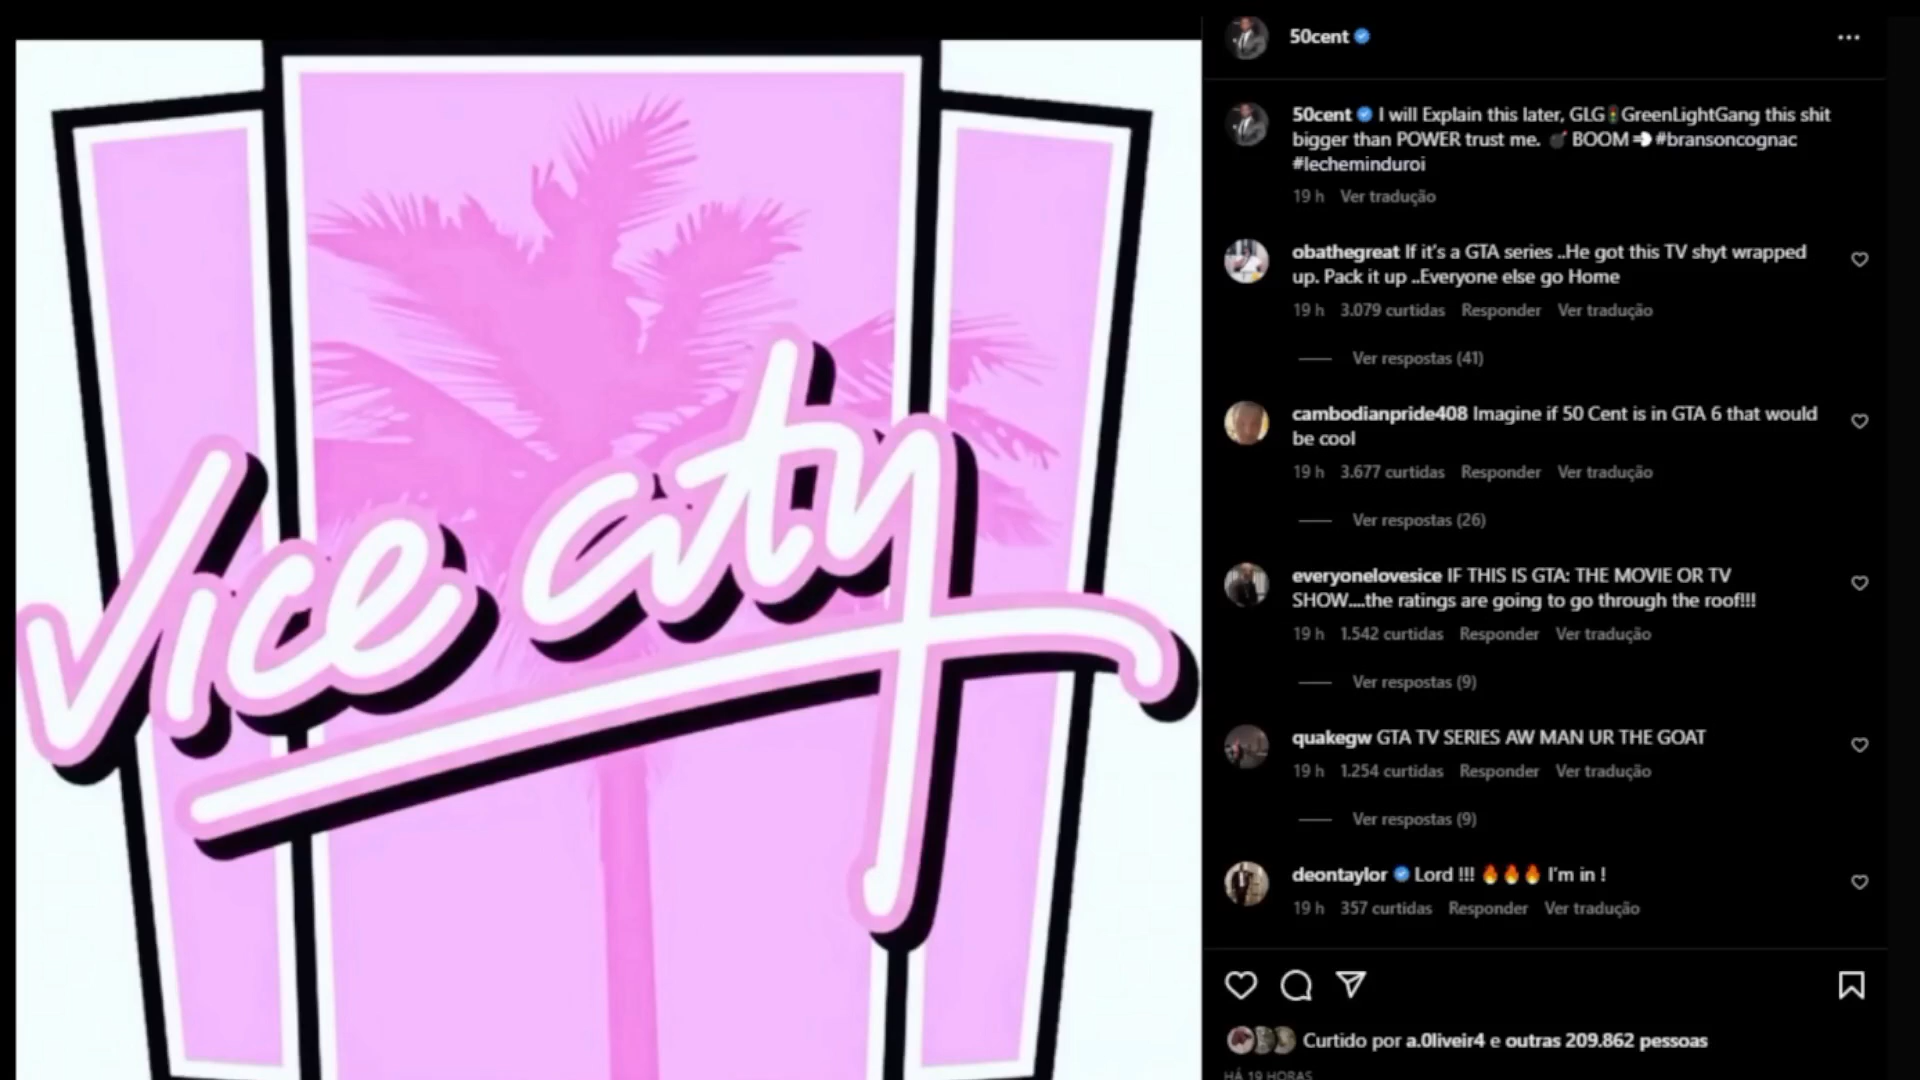 vice city
50cent
50cent I will Explain this later, GLG🚦GreenLightGang this shit
bigger than POWER trust me. 💣 BOOM💨 #bransoncognac
#lecheminduroi
19 h Ver tradução
obathegreat If it's a GTA series ..He got this TV shyt wrapped
up. Pack it up ..Everyone else go Home
19 h 3.079 curtidas Responder Ver tradução
Ver respostas (41)
cambodianpride408 Imagine if 50 Cent is in GTA 6 that would
be cool
19 h 3.677 curtidas Responder Ver tradução
Ver respostas (26)
everyonelovesice IF THIS IS GTA: THE MOVIE OR TV
SHOW....the ratings are going to go through the roof!!!
19 h 1.542 curtidas Responder Ver tradução
Ver respostas (9)
quakegw GTA TV SERIES AW MAN UR THE GOAT
19 h 1.254 curtidas Responder Ver tradução
Ver respostas (9)
deontaylor Lord !!! 🔥🔥🔥 I'm in !
19 h 357 curtidas Responder Ver tradução
Curtido por a.0liveir4 e outras 209.862 pessoas
HÁ 19 HORAS